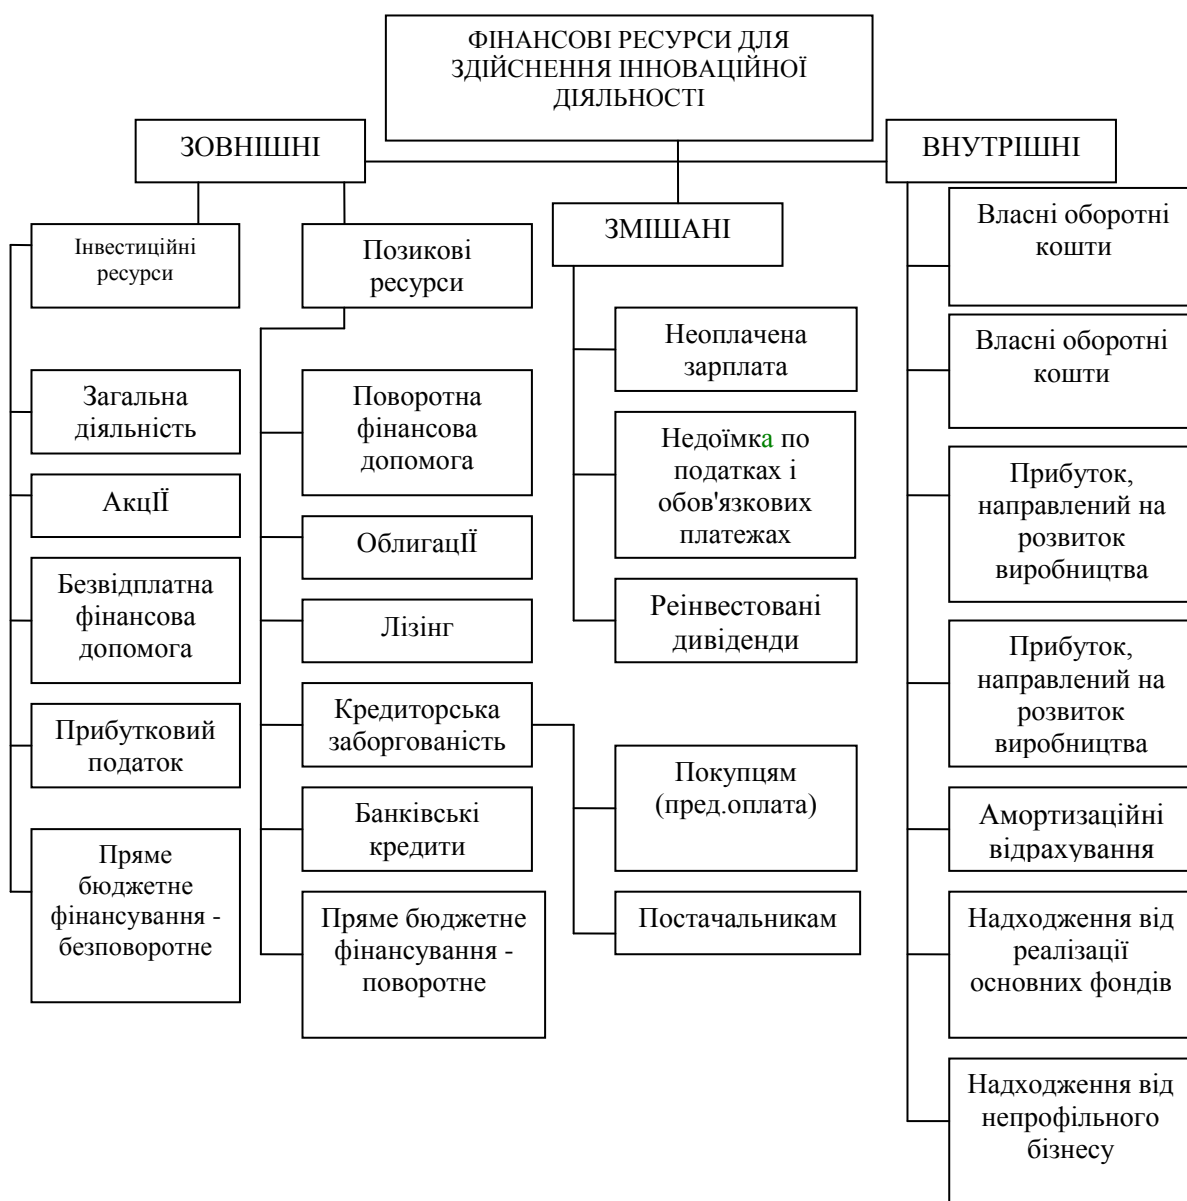 ФІНАНСОВІ РЕСУРСИ ДЛЯ
ЗДІЙСНЕННЯ ІННОВАЦІЙНОЇ
ДІЯЛЬНОСТІ
ЗОВНІШНІ
ВНУТРІШНІ
ЗМІШАНІ
Інвестиційні
ресурси
Загальна
діяльність
АкцІЇ
Безвідплатна
фінансова
допомога
Прибутковий
податок
Пряме
бюджетне
фінансування -
безповоротне
Позикові
ресурси
Поворотна
фінансова
допомога
ОблигацІЇ
Лізінг
Кредиторська
заборгованість
Банківські
кредити
Пряме бюджетне
фінансування -
поворотне
Неоплачена
зарплата
Недоїмка по
податках і
обов'язкових
платежах
Реінвестовані
дивіденди
Покупцям
(пред.оплата)
Постачальникам
Власні оборотні
кошти
Власні оборотні
кошти
Прибуток,
направлений на
розвиток
виробництва
Прибуток,
направлений на
розвиток
виробництва
Амортизаційні
відрахування
Надходження від
реалізації
основних фондів
Надходження від
непрофільного
бізнесу